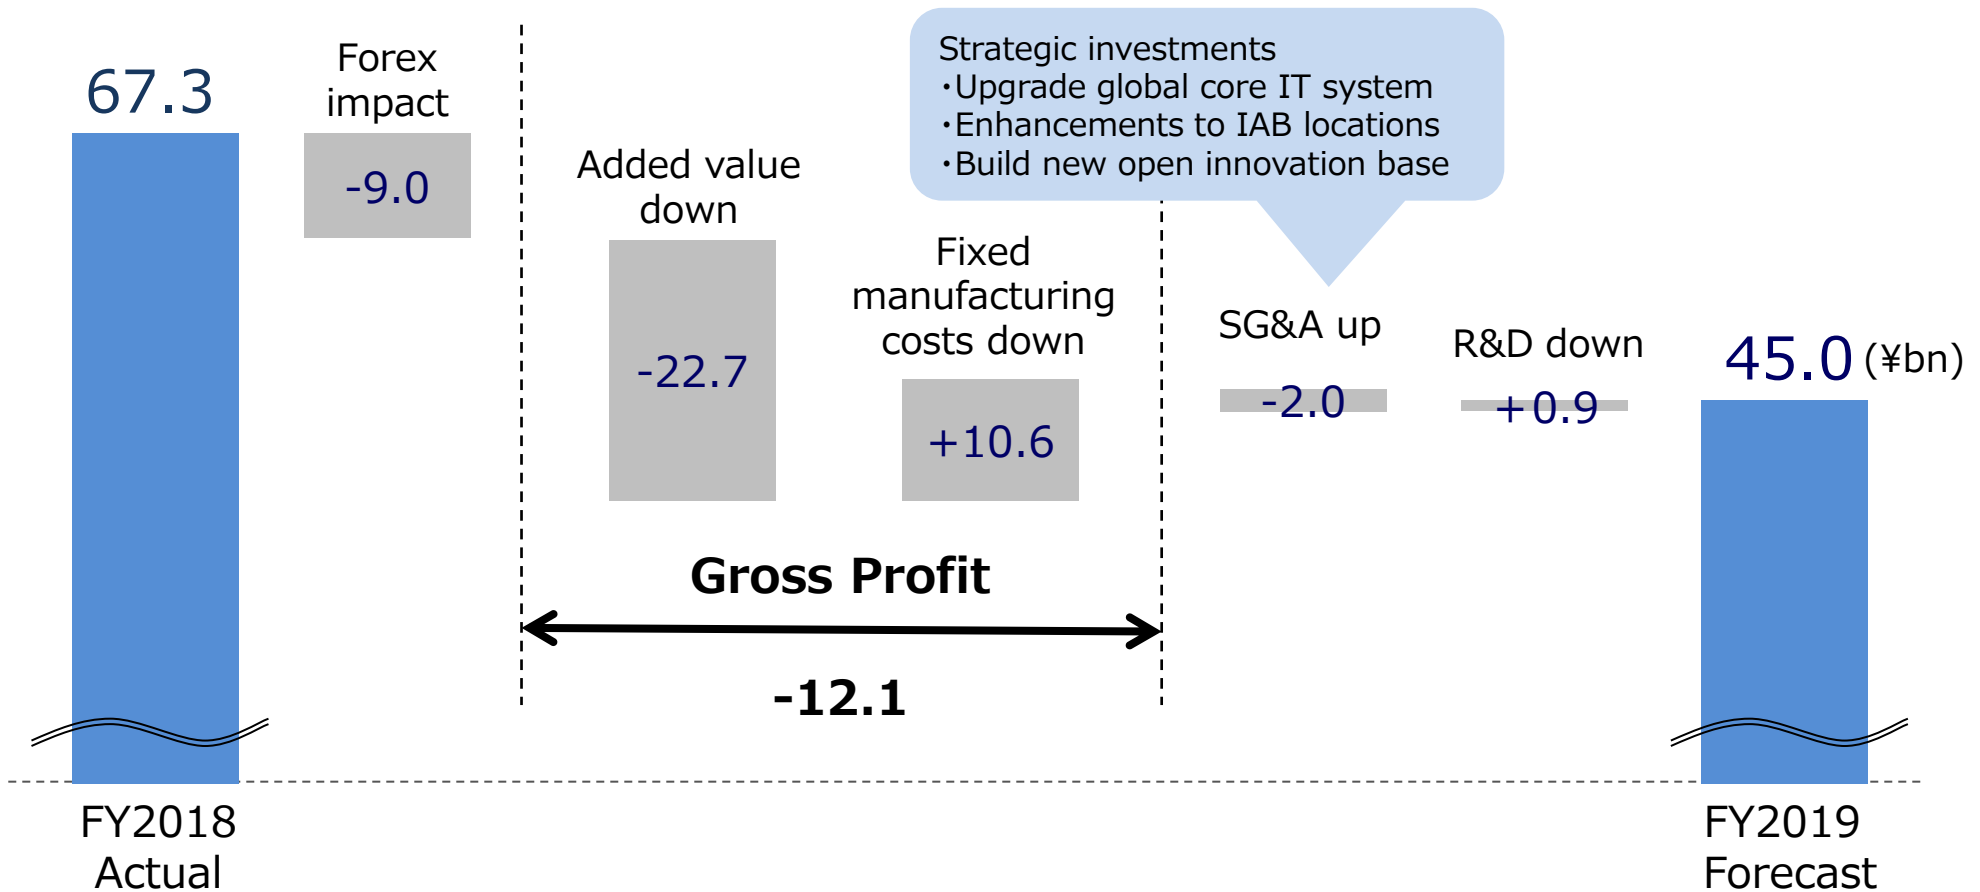 67.3
Forex
impact
-9.0
Added value
down
-22.7
Fixed
manufacturing
costs down
+10.6
Gross Profit
-12.1
Strategic investments
・Upgrade global core IT system
・Enhancements to IAB locations
・Build new open innovation base
SG&A up
-2.0
R&D down
+0.9
45.0 (¥bn)
FY2018
Actual
FY2019
Forecast